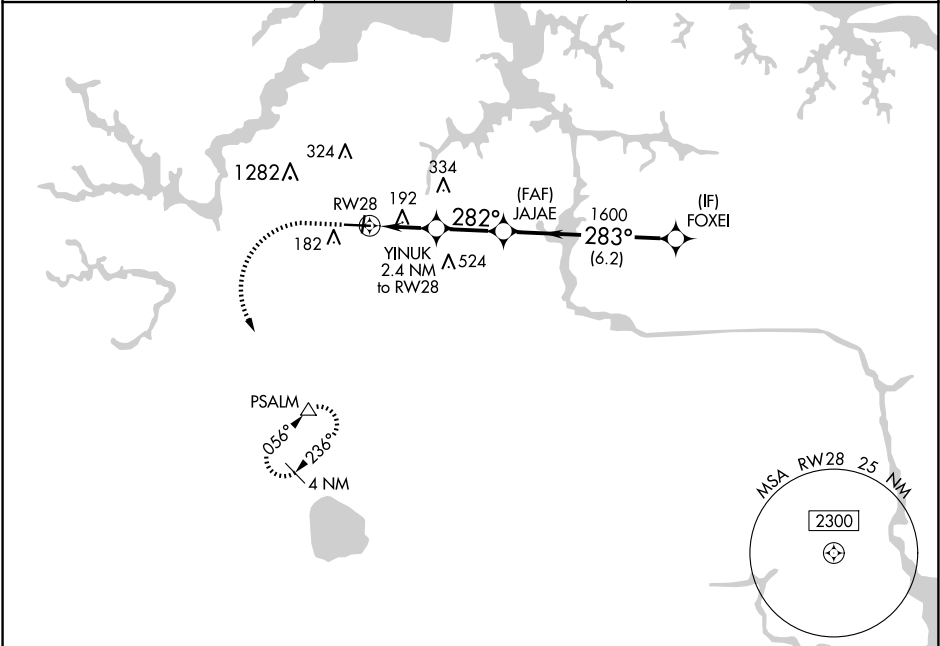 324
1282
334
RW28
192
182
YINUK
2.4 NM
to RW28
524
282°
(FAF)
JAJAE
1600
283°
(6.2)
(IF)
FOXEI
PSALM
056°
236°
4 NM
MSA RW28 25 NM
2300